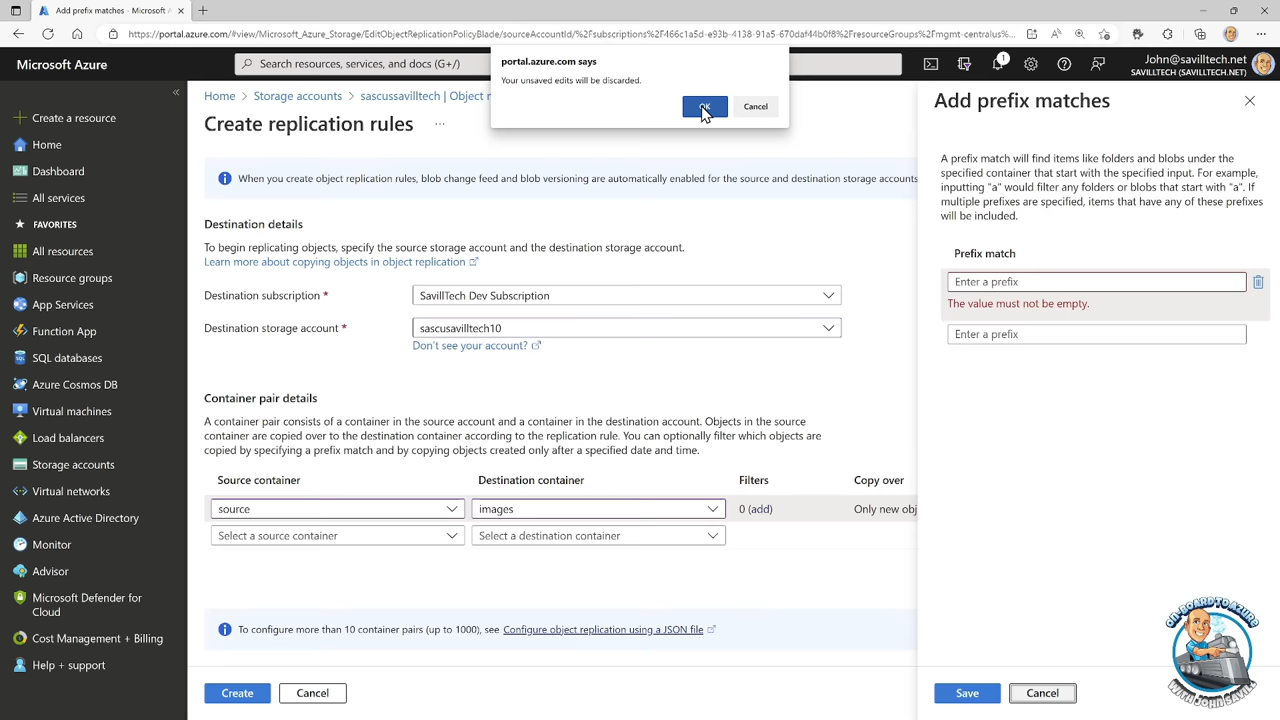 Add prefix matches - Microsoft A
https://portal.azure.com/#view/Microsoft_Azure_Storage/EditObjectReplicationPolicyBlade/sourceAccountId/%2Fsubscriptions%2F466c1a5d-e93b-4138-91a5-670daf44b0f8%2FresourceGroups%2Fmgmt-centralus%...
Microsoft Azure
Search resources, services, and docs (G+/)
1
John@savilltech.net
SAVILLTECH (SAVILLTECH.NET)
portal.azure.com says
Your unsaved edits will be discarded.
OK
Cancel
Create a resource
Home
Dashboard
All services
FAVORITES
All resources
Resource groups
App Services
Function App
SQL databases
Azure Cosmos DB
Virtual machines
Load balancers
Storage accounts
Virtual networks
Azure Active Directory
Monitor
Advisor
Microsoft Defender for
Cloud
Cost Management + Billing
Help + support
Home > Storage accounts > sascussavilltech | Object r
Create replication rules ...
When you create object replication rules, blob change feed and blob versioning are automatically enabled for the source and destination storage accounts
Destination details
To begin replicating objects, specify the source storage account and the destination storage account.
Learn more about copying objects in object replication
Destination subscription *
SavillTech Dev Subscription
Destination storage account *
sascusavilltech10
Don't see your account?
Container pair details
A container pair consists of a container in the source account and a container in the destination account. Objects in the source
container are copied over to the destination container according to the replication rule. You can optionally filter which objects are
copied by specifying a prefix match and by copying objects created only after a specified date and time.
Source container Destination container Filters Copy over
source images 0 (add) Only new obj
Select a source container Select a destination container
To configure more than 10 container pairs (up to 1000), see Configure object replication using a JSON file
Create Cancel
Add prefix matches
A prefix match will find items like folders and blobs under the
specified container that start with the specified input. For example,
inputting "a" would filter any folders or blobs that start with "a". If
multiple prefixes are specified, items that have any of these prefixes
will be included.
Prefix match
Enter a prefix
The value must not be empty.
Enter a prefix
Save Cancel
ON-BOARD TO AZURE
WITH JOHN SAVILL